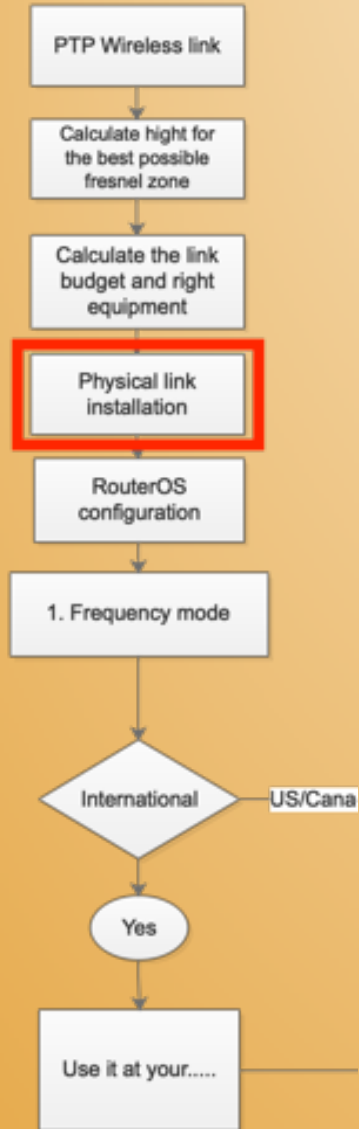 PTP Wireless link
Calculate hight for
the best possible
fresnel zone
Calculate the link
budget and right
equipment
Physical link
installation
RouterOS
configuration
1. Frequency mode
International
US/Cana
Yes
Use it at your.....